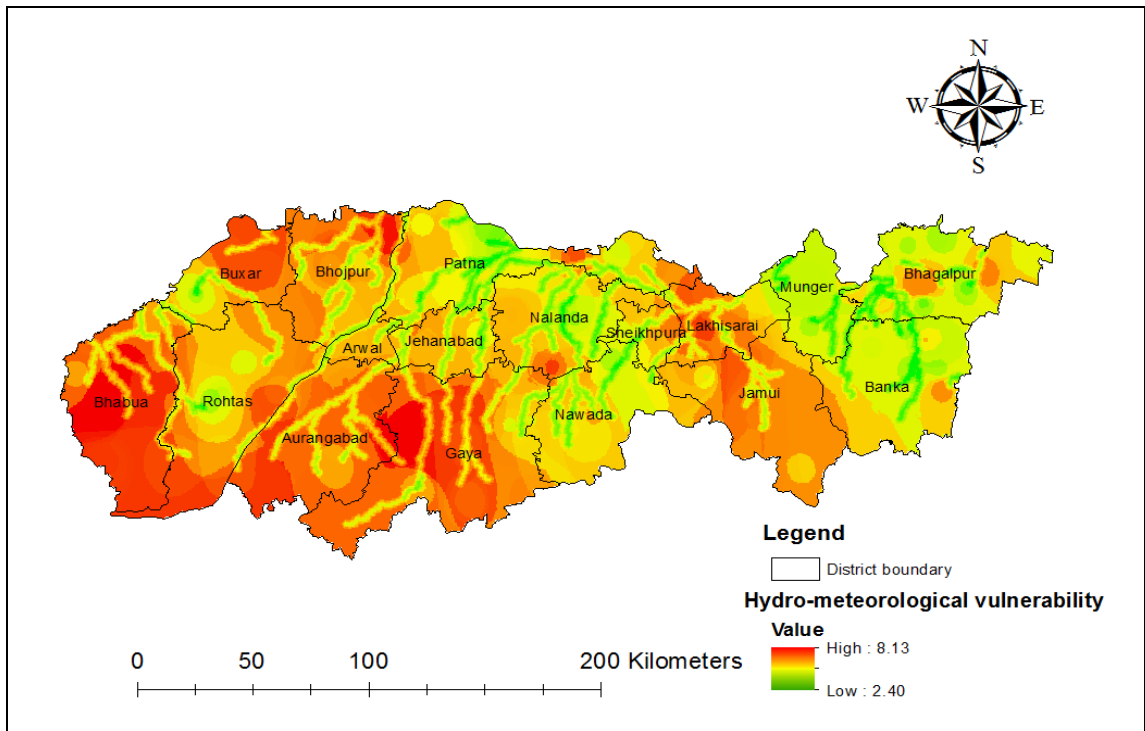 N
W E
S
Patna
Bhagalpur
Buxar
Bhojpur
Munger
Nalanda
Sheikhpura
Lakhisarai
Jehanabad
Arwal
Banka
Jamui
Bhabua
Rohtas
Nawada
Aurangabad
Gaya
Legend
District boundary
Hydro-meteorological vulnerability
Value
High : 8.13
Low : 2.40
0 50 100 200 Kilometers